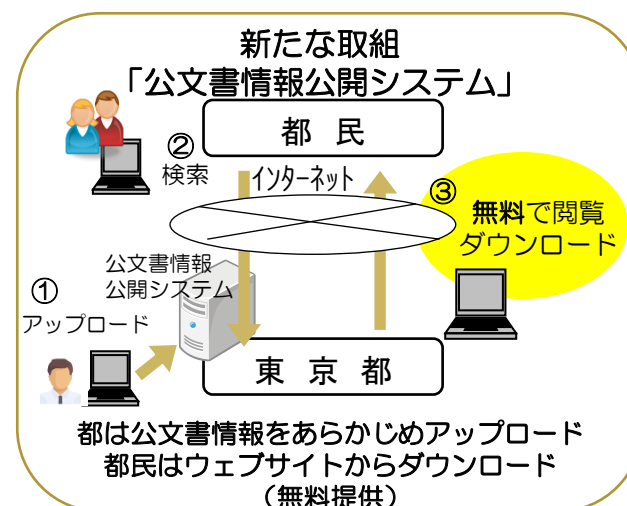 新たな取組
「公文書情報公開システム」
都 民
②
検索
インターネット
③
無料で閲覧
ダウンロード
公文書情報
公開システム
①
アップロード
東 京 都
都は公文書情報をあらかじめアップロード
都民はウェブサイトからダウンロード
（無料提供）